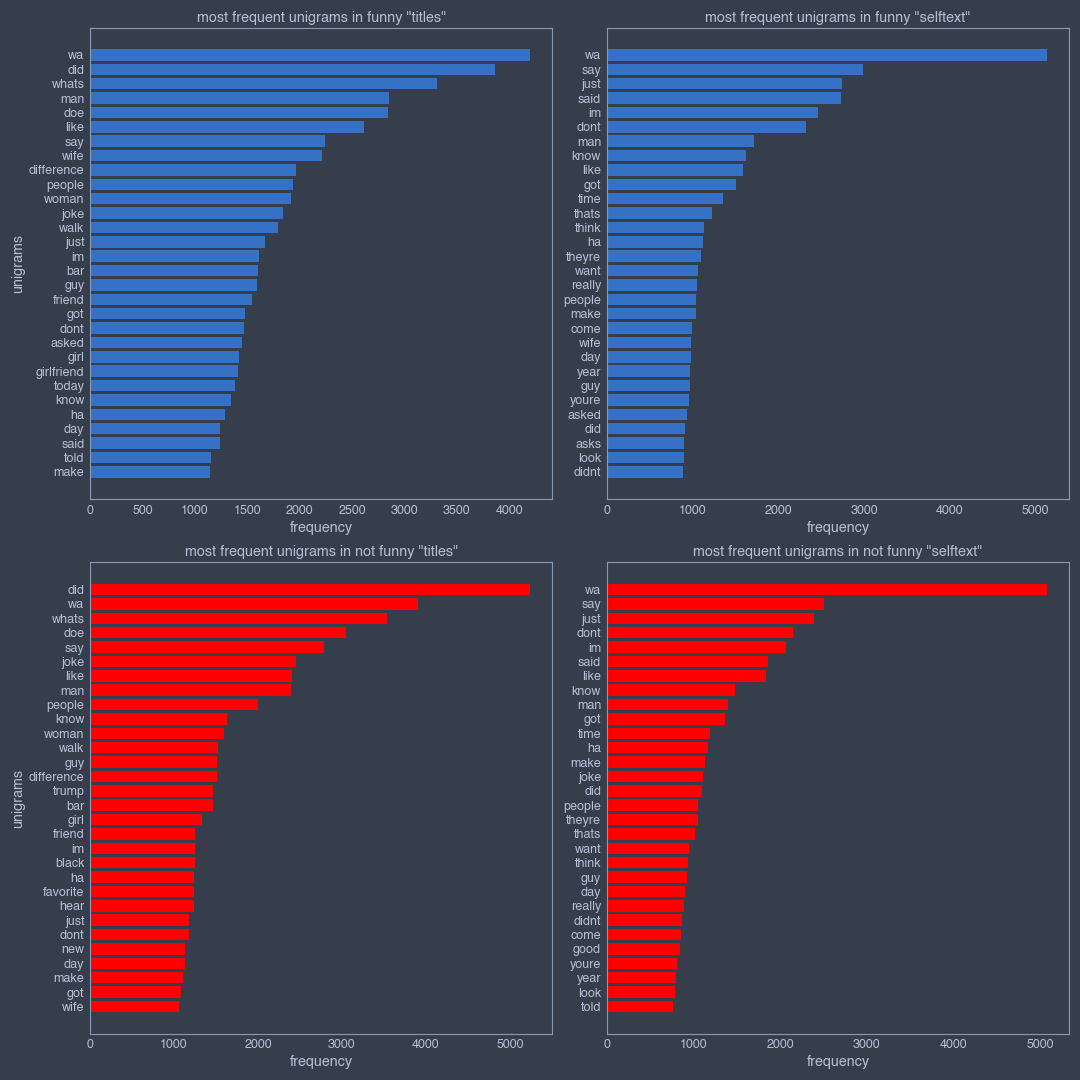 most frequent unigrams in funny "titles"
unigrams
wa
did
whats
man
doe
like
say
wife
difference
people
woman
joke
walk
just
im
bar
guy
friend
got
dont
asked
girl
girlfriend
today
know
ha
day
said
told
make
0 500 1000 1500 2000 2500 3000 3500 4000
frequency
most frequent unigrams in funny "selftext"
wa
say
just
said
im
dont
man
know
like
got
time
thats
think
ha
theyre
want
really
people
make
come
wife
day
year
guy
youre
asked
did
asks
look
didnt
0 1000 2000 3000 4000 5000
frequency
most frequent unigrams in not funny "titles"
unigrams
did
wa
whats
doe
say
joke
like
man
people
know
woman
walk
guy
difference
trump
bar
girl
friend
im
black
ha
favorite
hear
just
dont
new
day
make
got
wife
0 1000 2000 3000 4000 5000
frequency
most frequent unigrams in not funny "selftext"
wa
say
just
dont
im
said
like
know
man
got
time
ha
make
joke
did
people
theyre
thats
want
think
guy
day
really
didnt
come
good
youre
year
look
told
0 1000 2000 3000 4000 5000
frequency